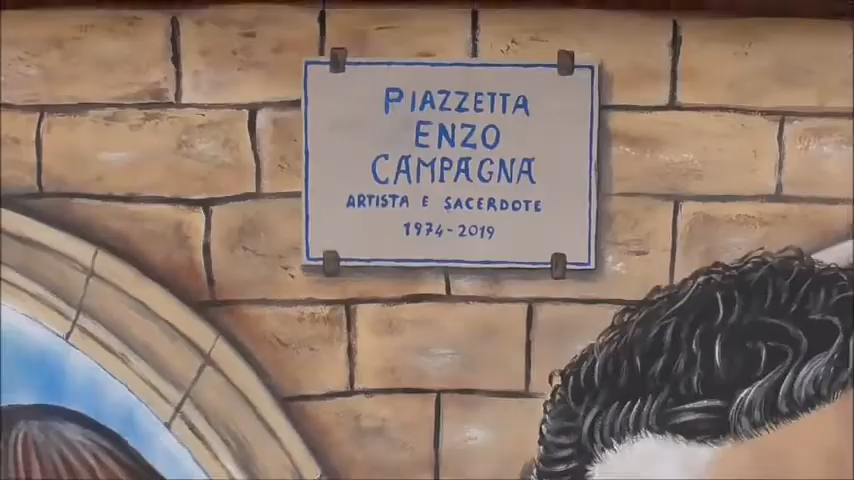 PIAZZETTA
ENZO
CAMPAGNA
ARTISTA E SACERDOTE
1974-2019